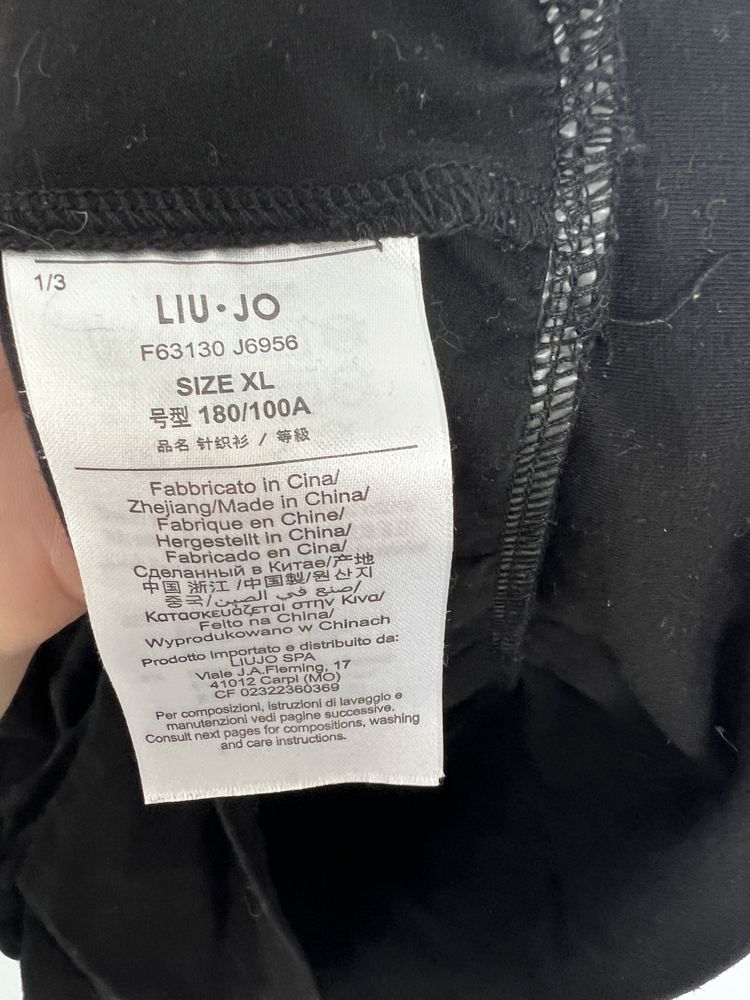 1/3
LIU·JO
F63130 J6956
SIZE XL
号型 180/100A
品名 针织衫 / 等級
Fabbricato in Cina/
Zhejiang/Made in China/
Fabrique en Chine/
Hergestellt in China/
Fabricado en Cina/
Сделанный в Китае/产地
中国 浙江 /中国製/원산지
중국/صنع في الصين/
Κατασκευάζεται στην Κίνα/
Feito na China/
Wyprodukowano w Chinach
Prodotto importato e distribuito da:
LIUJO SPA
Viale J.A.Fleming, 17
41012 Carpi (MO)
CF 02322360369
Per composizioni, istruzioni di lavaggio e
manutenzioni vedi pagine successive.
Consult next pages for compositions, washing
and care instructions.